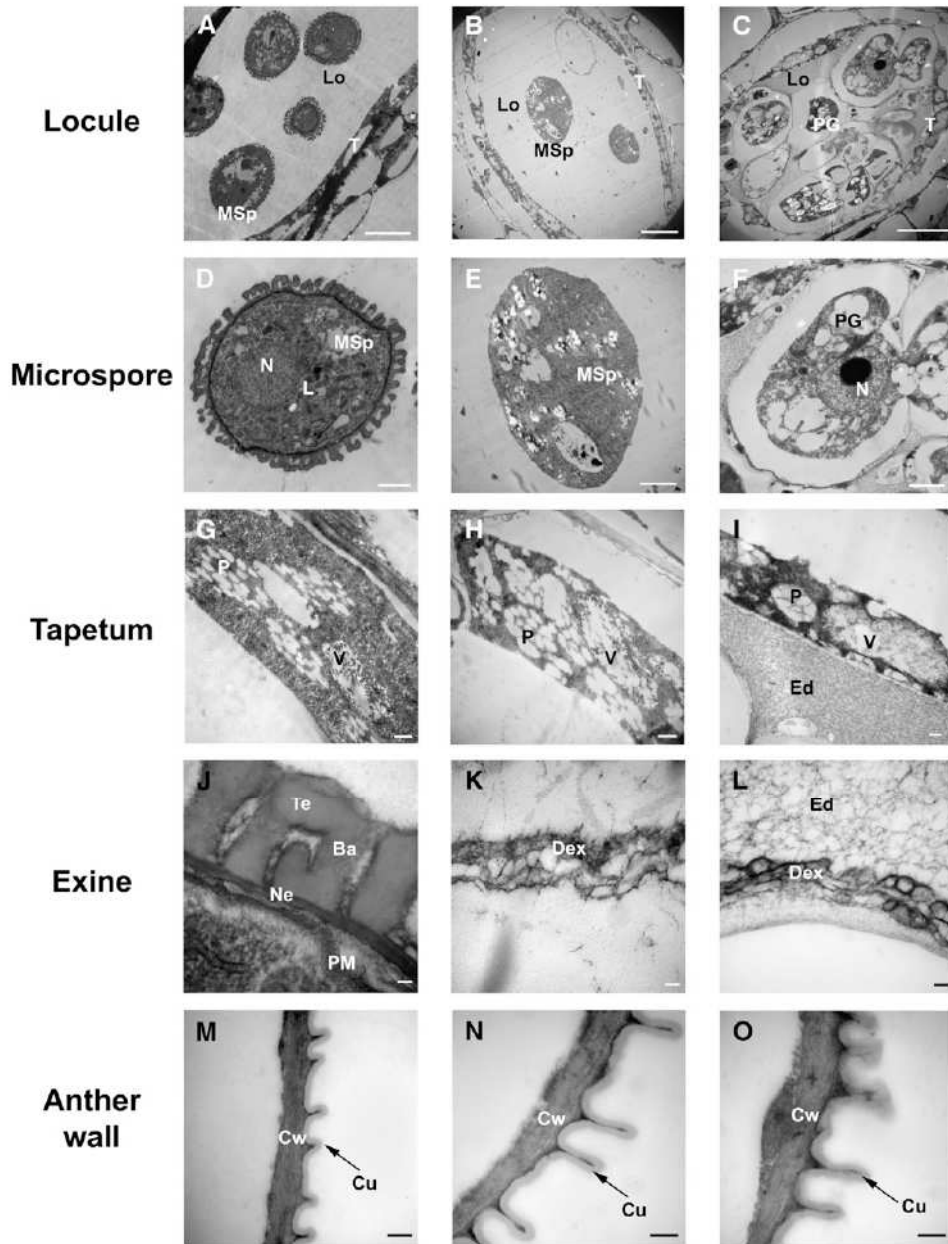 Locule
A
Lo
T
MSp
B
Lo
T
MSp
C
Lo
PG
T
Microspore
D
N
MSp
L
E
MSp
F
PG
N
Tapetum
G
P
V
H
P
V
I
P
V
Ed
Exine
J
Te
Ba
Ne
PM
K
Dex
L
Ed
Dex
Anther
wall
M
Cw
Cu
N
Cw
Cu
O
Cw
Cu